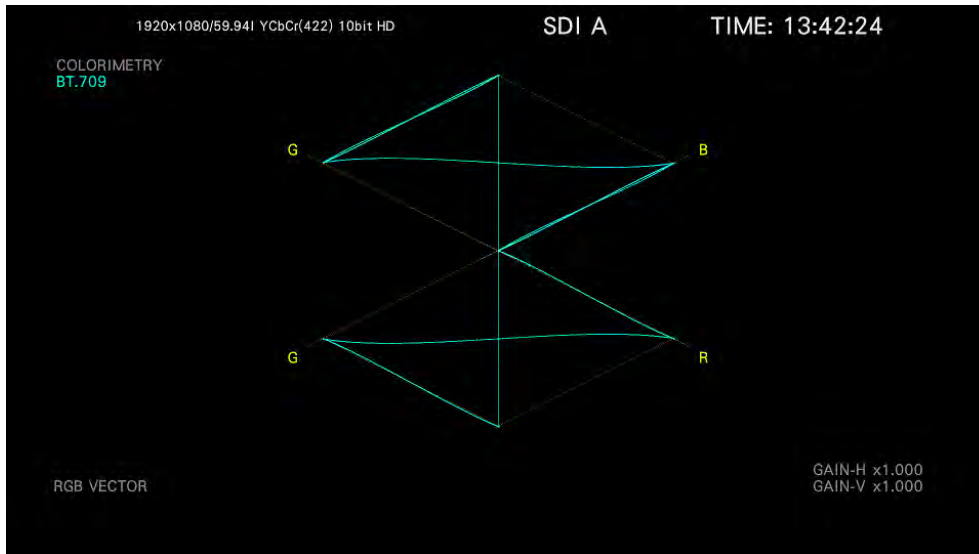 1920x1080/59.94I YCbCr(422) 10bit HD
SDI A
TIME: 13:42:24
COLORIMETRY
BT.709
G
B
G
R
RGB VECTOR
GAIN-H x1.000
GAIN-V x1.000